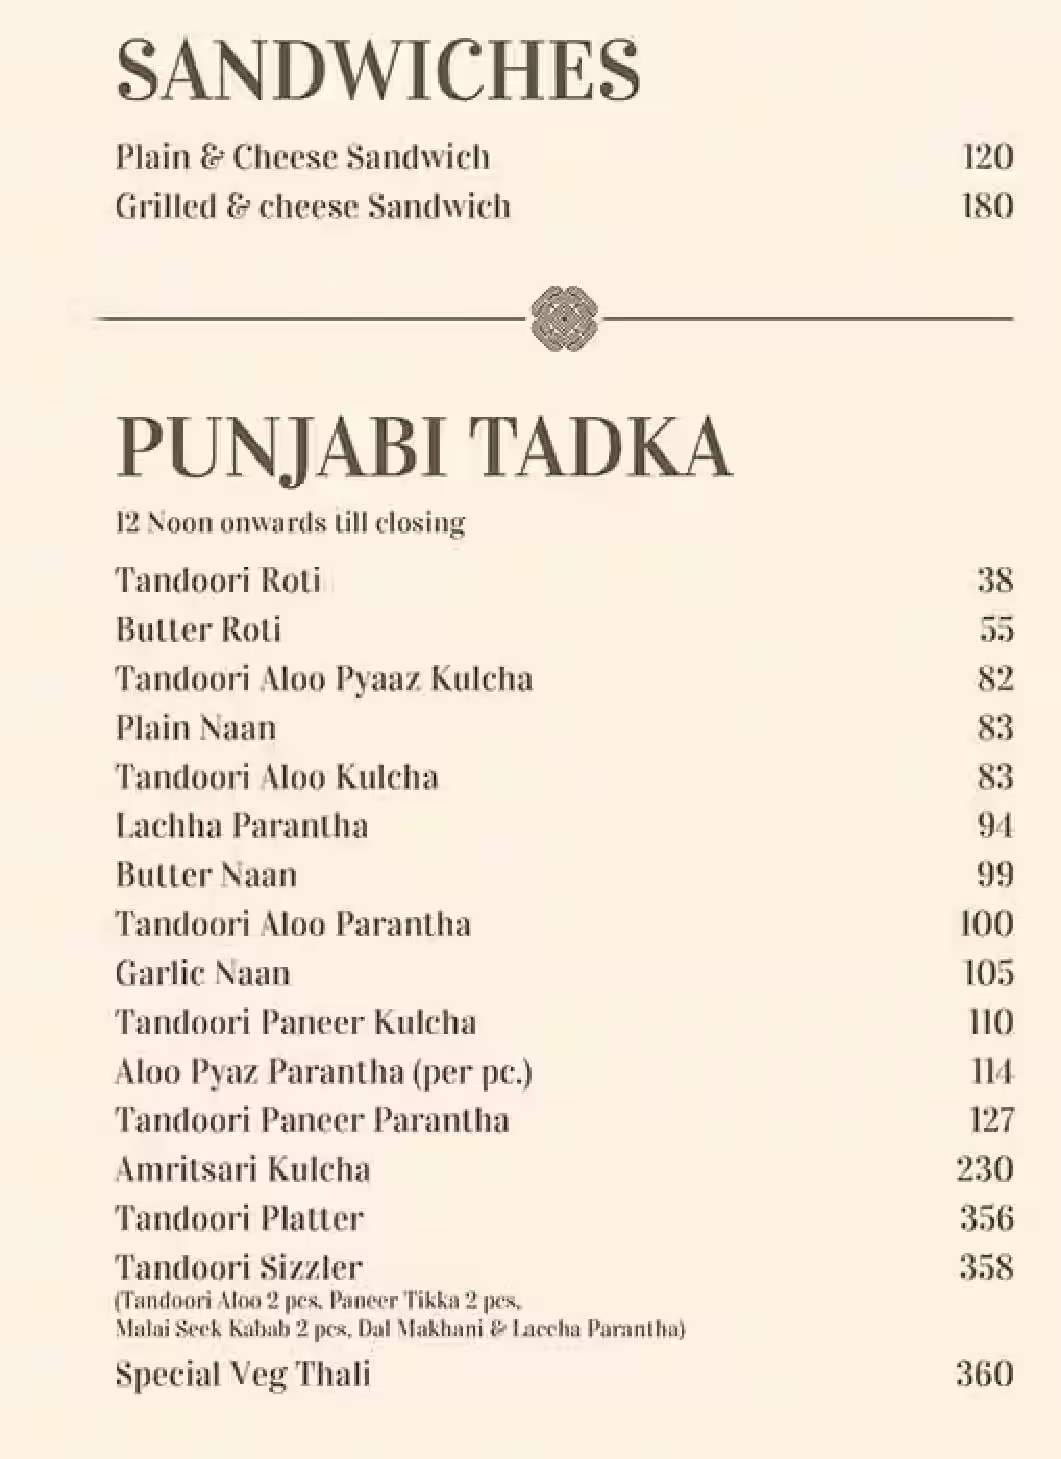 SANDWICHES
Plain & Cheese Sandwich 120
Grilled & cheese Sandwich 180
PUNJABI TADKA
12 Noon onwards till closing
Tandoori Roti 38
Butter Roti 55
Tandoori Aloo Pyaaz Kulcha 82
Plain Naan 83
Tandoori Aloo Kulcha 83
Lachha Parantha 94
Butter Naan 99
Tandoori Aloo Parantha 100
Garlic Naan 105
Tandoori Paneer Kulcha 110
Aloo Pyaz Parantha (per pc.) 114
Tandoori Paneer Parantha 127
Amritsari Kulcha 230
Tandoori Platter 356
Tandoori Sizzler 358
(Tandoori Aloo 2 pcs, Paneer Tikka 2 pcs,
Malai Seek Kabab 2 pcs, Dal Makhani & Laccha Parantha)
Special Veg Thali 360